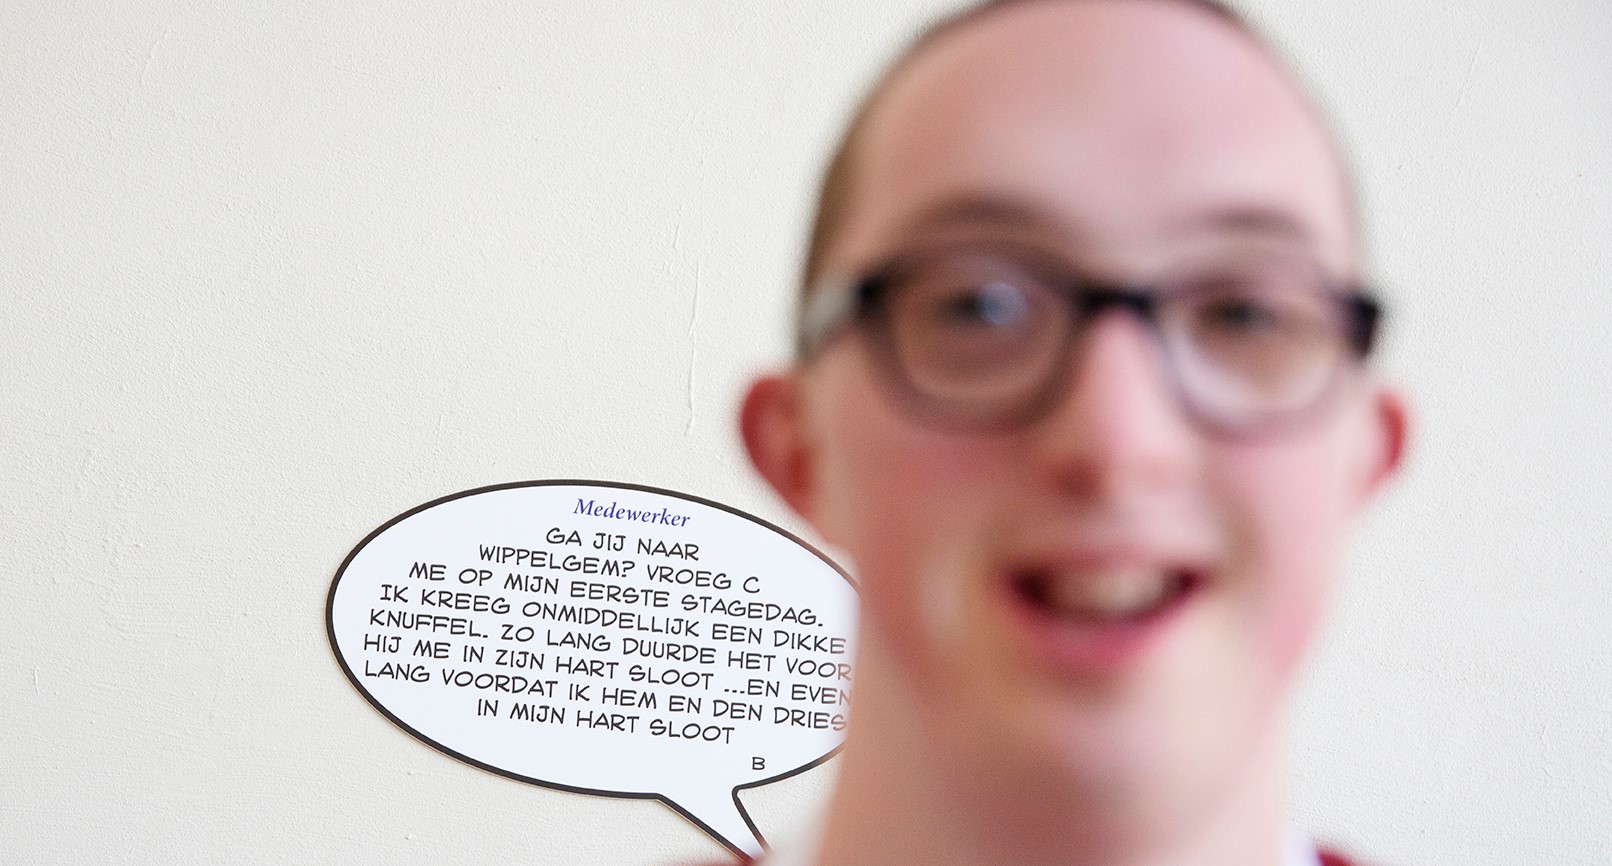 Medewerker
GA JIJ NAAR
WIPPELGEM? VROEG C
ME OP MIJN EERSTE STAGEDAG.
IK KREEG ONMIDDELLIJK EEN DIKKE
KNUFFEL. ZO LANG DUURDE HET VOOR
HIJ ME IN ZIJN HART SLOOT ...EN EVEN
LANG VOORDAT IK HEM EN DEN DRIES
IN MIJN HART SLOOT
B